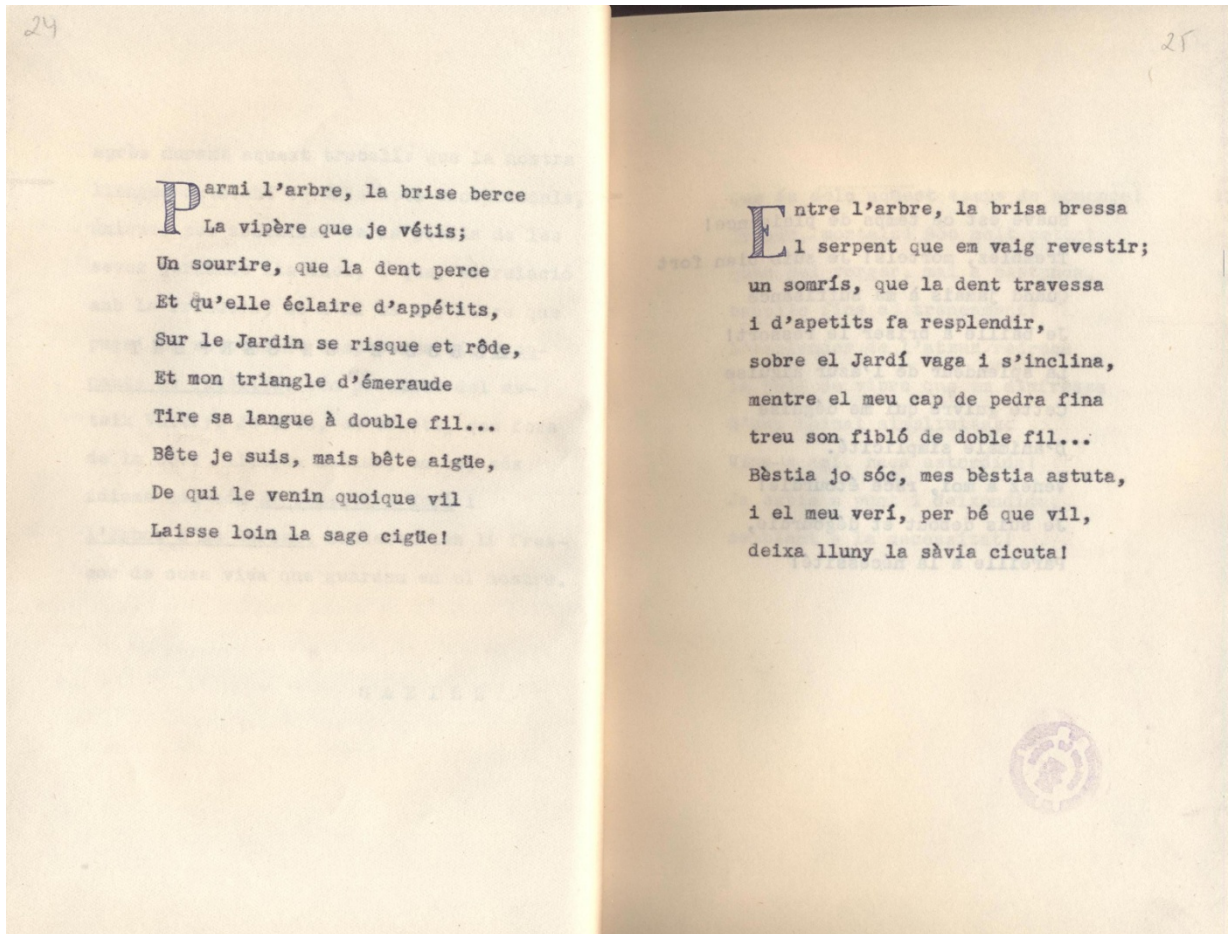 24
Parmi l'arbre, la brise berce
La vipère que je vétis;
Un sourire, que la dent perce
Et qu'elle éclaire d'appétits,
Sur le Jardin se risque et rôde,
Et mon triangle d'émeraude
Tire sa langue à double fil...
Bête je suis, mais bête aigüe,
De qui le venin quoique vil
Laisse loin la sage cigüe!
25
Entre l'arbre, la brisa bressa
l serpent que em vaig revestir;
un somrís, que la dent travessa
i d'apetits fa resplendir,
sobre el Jardí vaga i s'inclina,
mentre el meu cap de pedra fina
treu son fibló de doble fil...
Bèstia jo sóc, mes bèstia astuta,
i el meu verí, per bé que vil,
deixa lluny la sàvia cicuta!